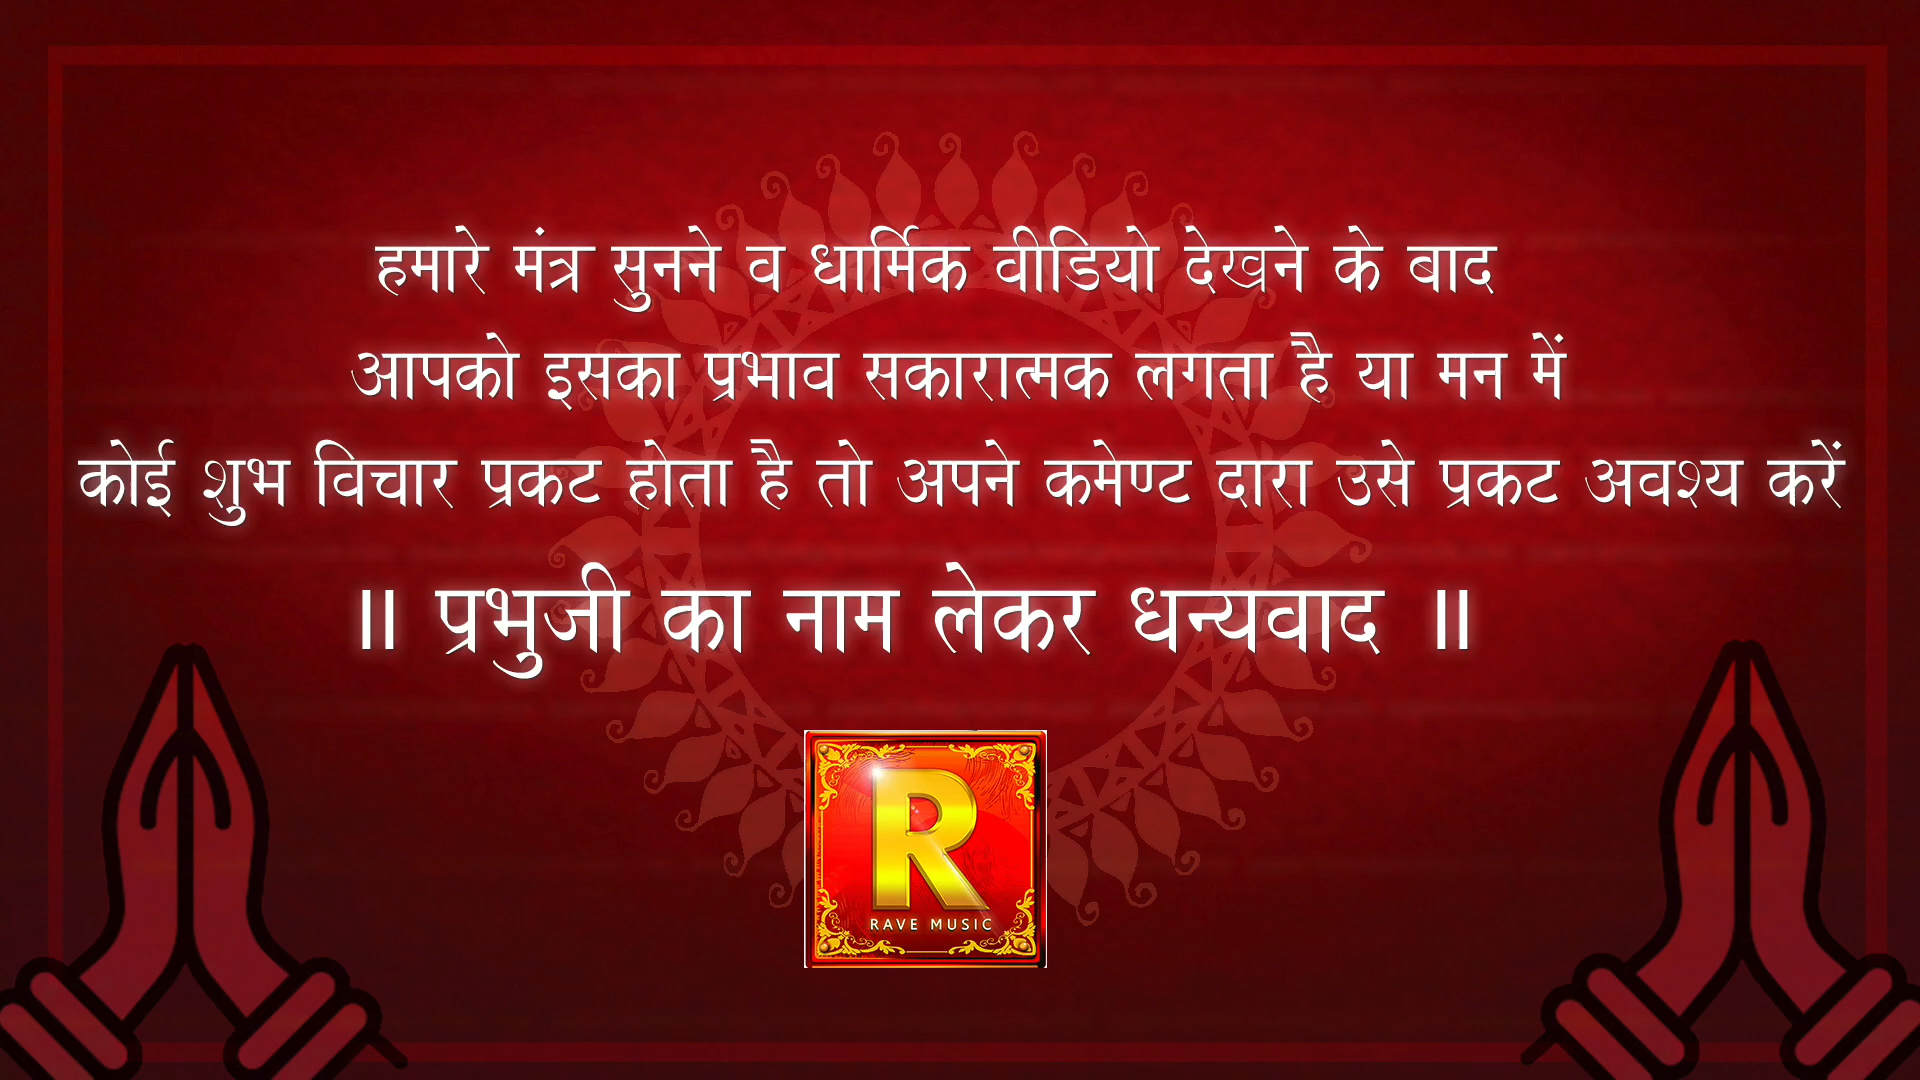 हमारे मंत्र सुनने व धार्मिक वीडियो देखने के बाद
आपको इसका प्रभाव सकारात्मक लगता है या मन में
कोई शुभ विचार प्रकट होता है तो अपने कमेण्ट दारा उसे प्रकट अवश्य करें
॥ प्रभुजी का नाम लेकर धन्यवाद ॥
R
RAVE MUSIC